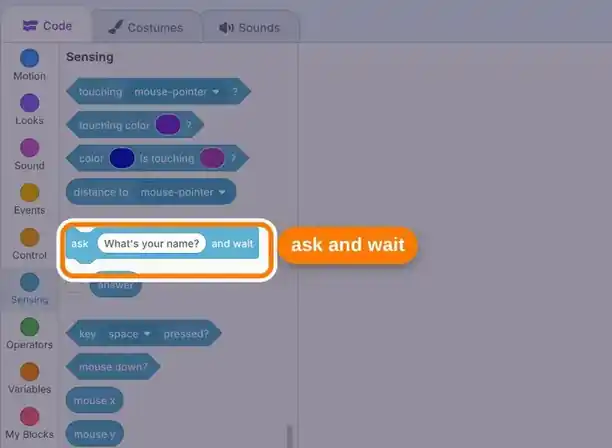 Code Costumes Sounds
Sensing
Motion
Looks
Sound
Events
Control
Sensing
Operators
Variables
My Blocks
touching mouse-pointer ?
touching color ?
color is touching ?
distance to mouse-pointer
ask What's your name? and wait
ask and wait
answer
key space pressed?
mouse down?
mouse x
mouse y